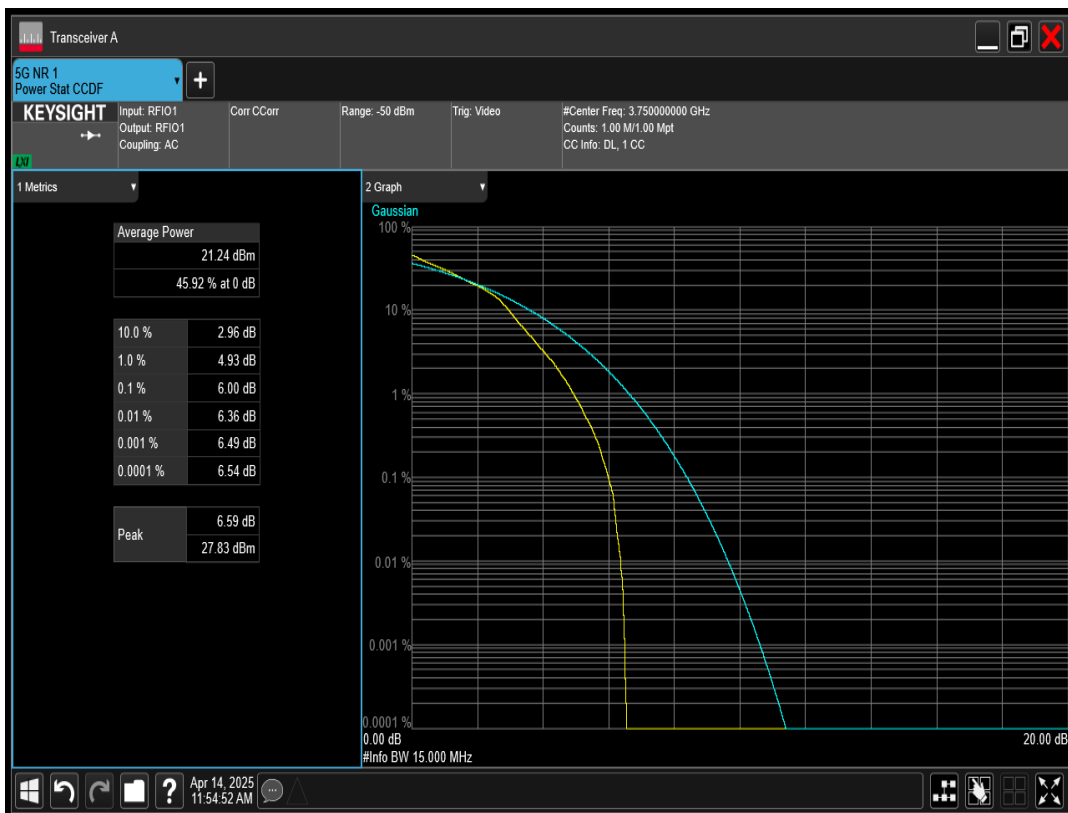 Transceiver A
5G NR 1
Power Stat CCDF
+
KEYSIGHT
LXI
Input: RFIO1
Output: RFIO1
Coupling: AC
Corr CCorr
Range: -50 dBm
Trig: Video
#Center Freq: 3.750000000 GHz
Counts: 1.00 M/1.00 Mpt
CC Info: DL, 1 CC
1 Metrics
Average Power
21.24 dBm
45.92 % at 0 dB
10.0 % 2.96 dB
1.0 % 4.93 dB
0.1 % 6.00 dB
0.01 % 6.36 dB
0.001 % 6.49 dB
0.0001 % 6.54 dB
Peak
6.59 dB
27.83 dBm
2 Graph
Gaussian
100 %
10 %
1 %
0.1 %
0.01 %
0.001 %
0.0001 %
0.00 dB 20.00 dB
#Info BW 15.000 MHz
?
Apr 14, 2025
11:54:52 AM